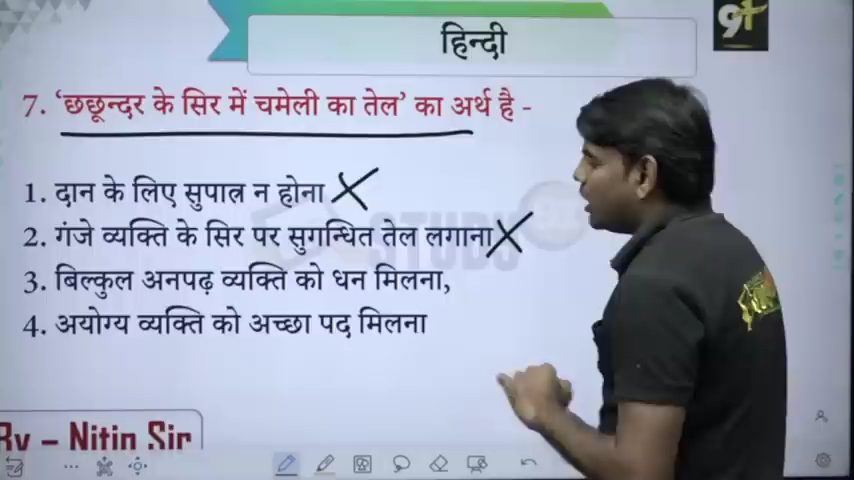 हिन्दी
7. ‘छछून्दर के सिर में चमेली का तेल’ का अर्थ है -
1. दान के लिए सुपात्र न होना
2. गंजे व्यक्ति के सिर पर सुगन्धित तेल लगाना
3. बिल्कुल अनपढ़ व्यक्ति को धन मिलना,
4. अयोग्य व्यक्ति को अच्छा पद मिलना
By – Nitin Sir
STUDY